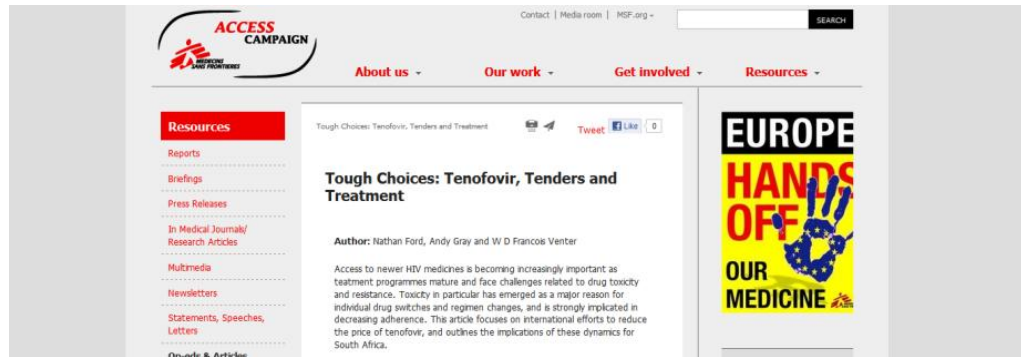 Contact | Media room | MSF.org
SEARCH
ACCESS
CAMPAIGN
MEDECINS
SANS FRONTIERES
About us
Our work
Get involved
Resources
Resources
Reports
Briefings
Press Releases
In Medical Journals/
Research Articles
Multimedia
Newsletters
Statements, Speeches,
Letters
Op-eds & Articles
Tough Choices: Tenofovir, Tenders and Treatment
Tweet
Like
0
Tough Choices: Tenofovir, Tenders and
Treatment
Author: Nathan Ford, Andy Gray and W D Francois Venter
Access to newer HIV medicines is becoming increasingly important as
teatment programmes mature and face challenges related to drug toxicity
and resistance. Toxicity in particular has emerged as a major reason for
individual drug switches and regimen changes, and is strongly implicated in
decreasing adherence. This article focuses on international efforts to reduce
the price of tenofovir, and outlines the implications of these dynamics for
South Africa.
EUROPE
HANDS
OFF
OUR
MEDICINE